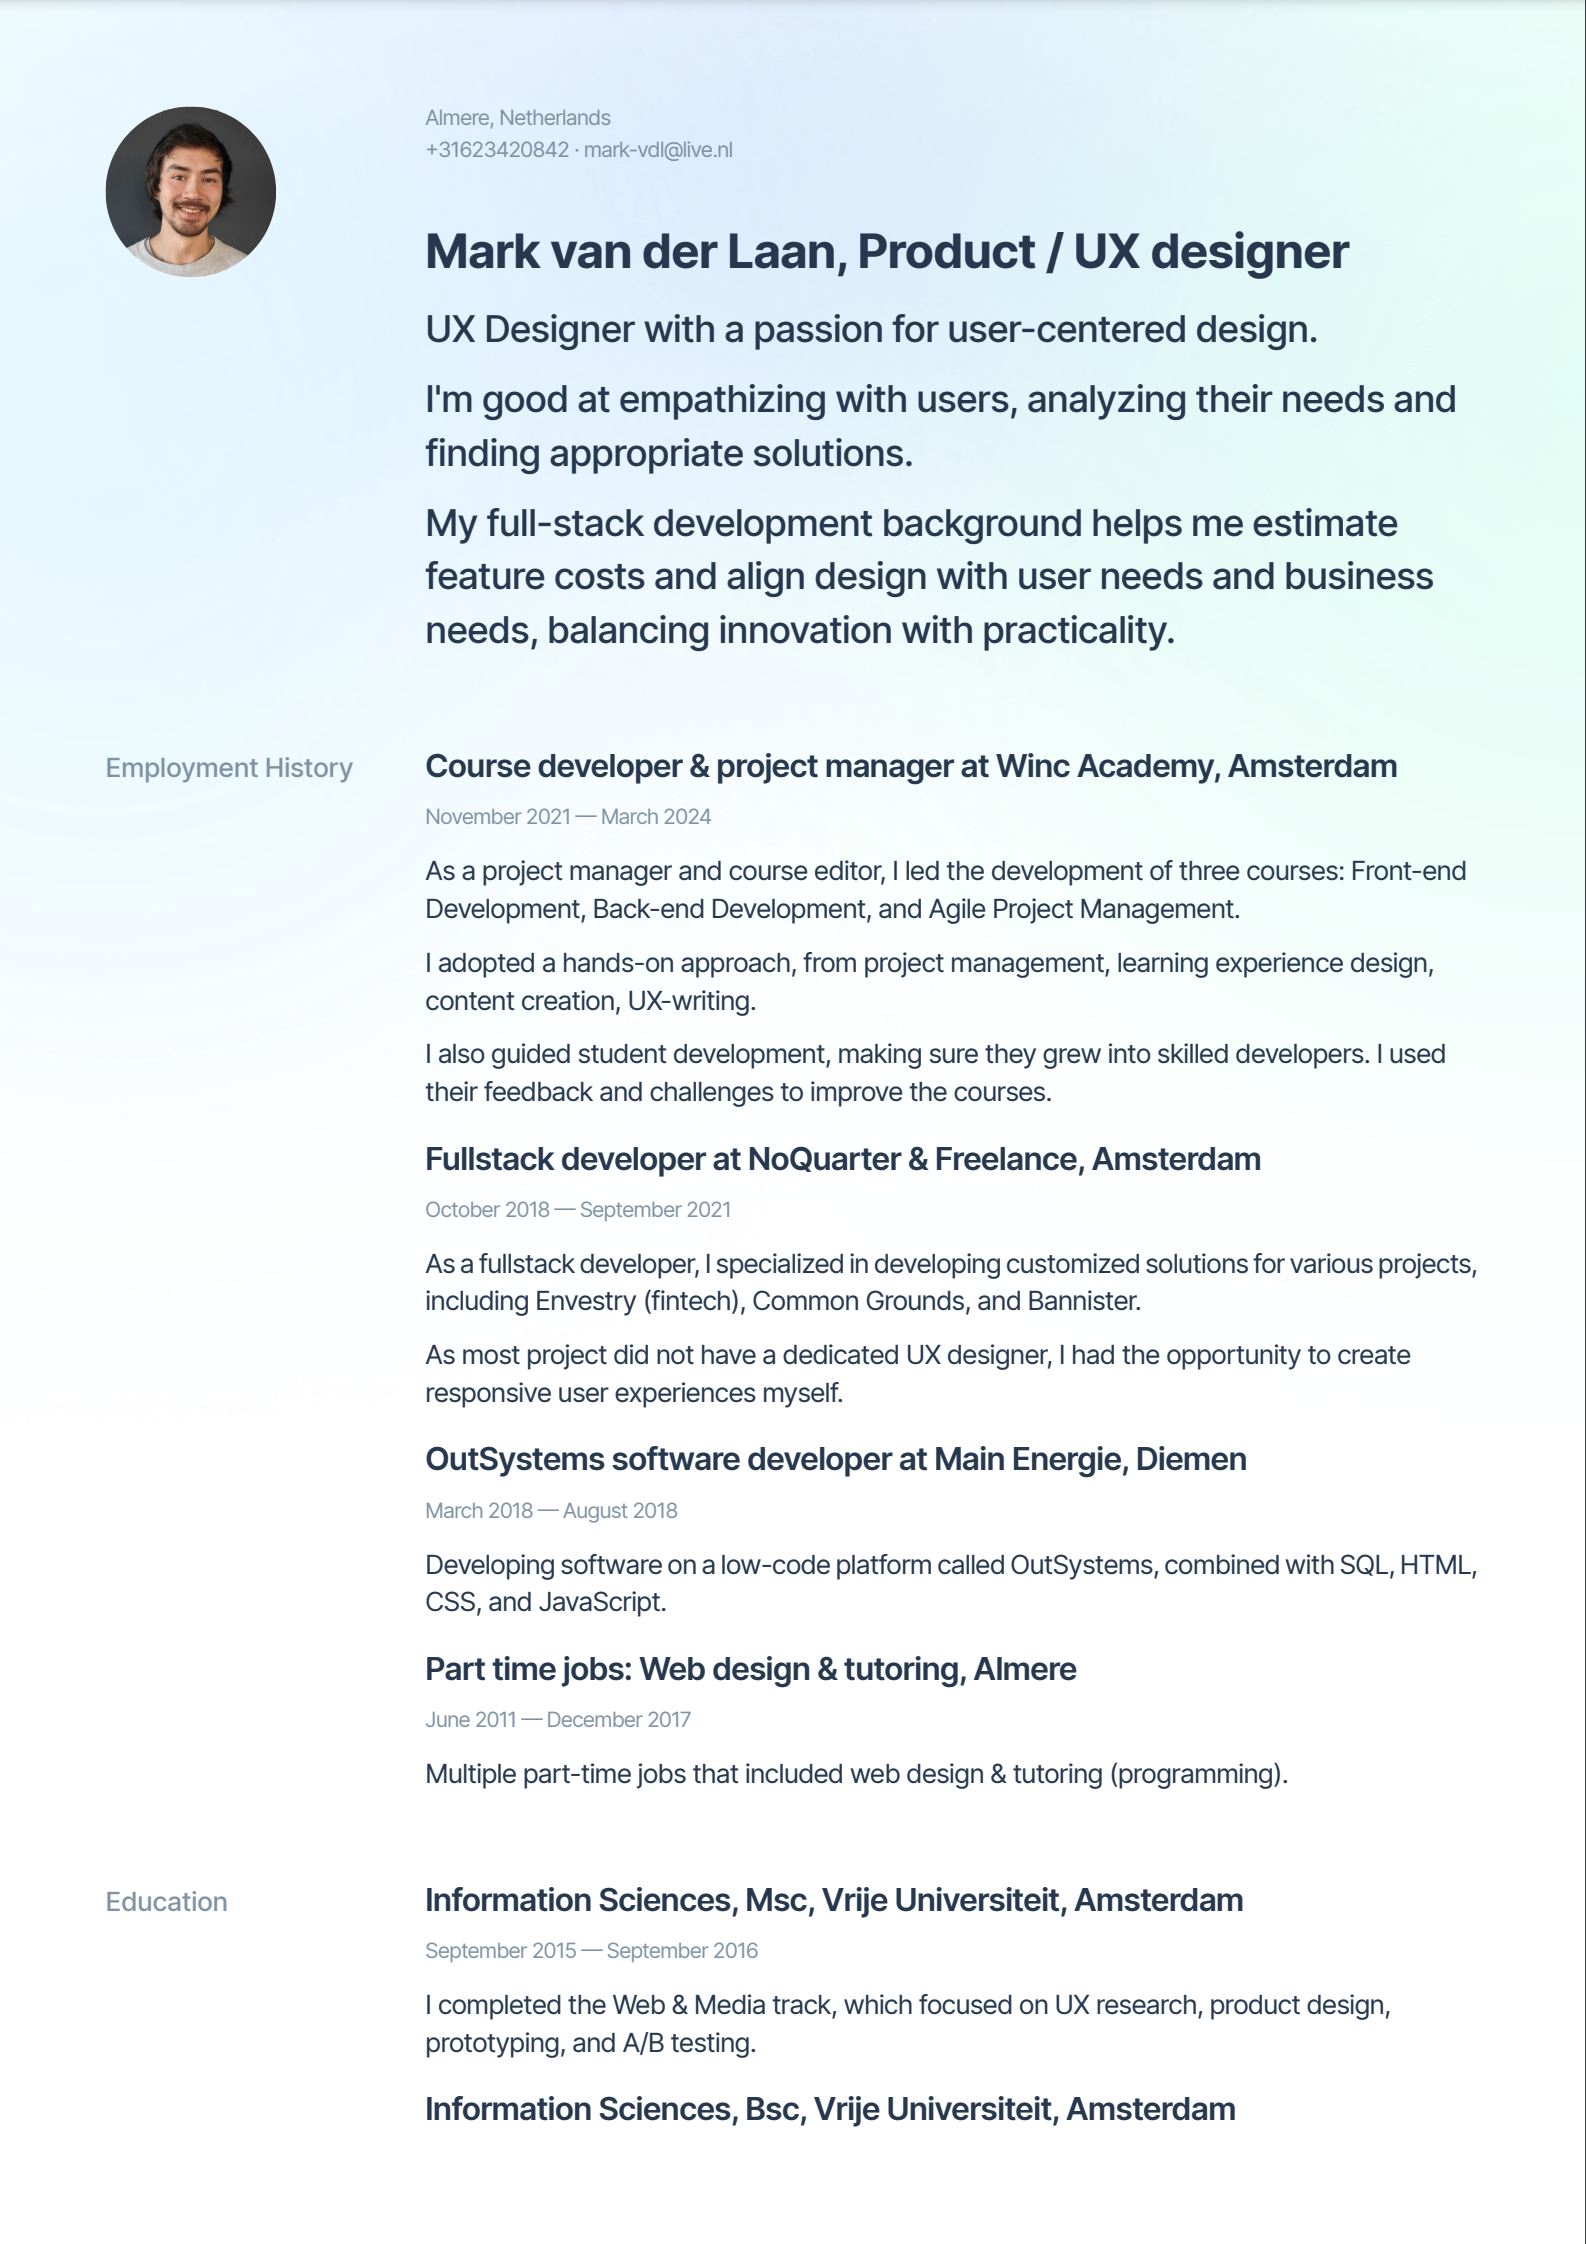 Almere, Netherlands
+31623420842 · mark-vdl@live.nl
Mark van der Laan, Product / UX designer
UX Designer with a passion for user-centered design.
I'm good at empathizing with users, analyzing their needs and
finding appropriate solutions.
My full-stack development background helps me estimate
feature costs and align design with user needs and business
needs, balancing innovation with practicality.
Employment History
Course developer & project manager at Winc Academy, Amsterdam
November 2021 — March 2024
As a project manager and course editor, I led the development of three courses: Front-end
Development, Back-end Development, and Agile Project Management.
I adopted a hands-on approach, from project management, learning experience design,
content creation, UX-writing.
I also guided student development, making sure they grew into skilled developers. I used
their feedback and challenges to improve the courses.
Fullstack developer at NoQuarter & Freelance, Amsterdam
October 2018 — September 2021
As a fullstack developer, I specialized in developing customized solutions for various projects,
including Envestry (fintech), Common Grounds, and Bannister.
As most project did not have a dedicated UX designer, I had the opportunity to create
responsive user experiences myself.
OutSystems software developer at Main Energie, Diemen
March 2018 — August 2018
Developing software on a low-code platform called OutSystems, combined with SQL, HTML,
CSS, and JavaScript.
Part time jobs: Web design & tutoring, Almere
June 2011 — December 2017
Multiple part-time jobs that included web design & tutoring (programming).
Education
Information Sciences, Msc, Vrije Universiteit, Amsterdam
September 2015 — September 2016
I completed the Web & Media track, which focused on UX research, product design,
prototyping, and A/B testing.
Information Sciences, Bsc, Vrije Universiteit, Amsterdam